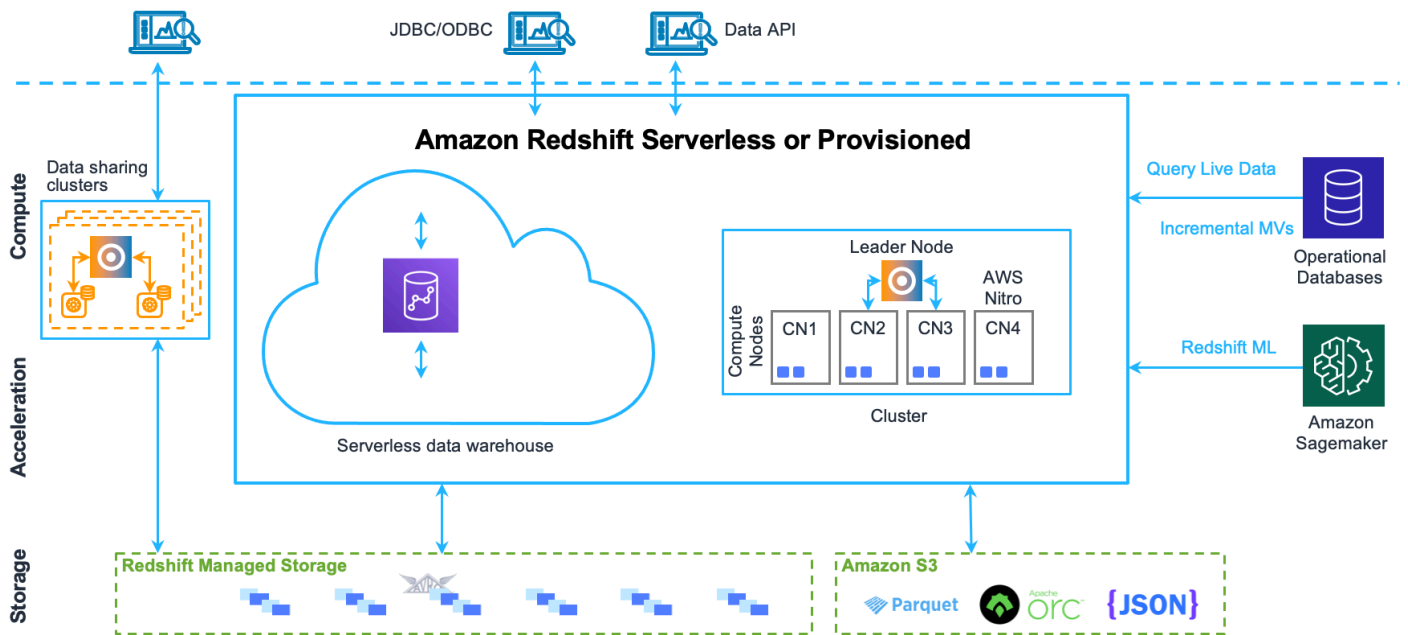 JDBC/ODBC
Data API
Amazon Redshift Serverless or Provisioned
Data sharing
clusters
Compute
Acceleration
Storage
Serverless data warehouse
Leader Node
AWS
Nitro
Compute
Nodes
CN1
CN2
CN3
CN4
Cluster
Query Live Data
Incremental MVs
Operational
Databases
Redshift ML
Amazon
Sagemaker
Redshift Managed Storage
Amazon S3
Parquet
Apache
orc™
{JSON}